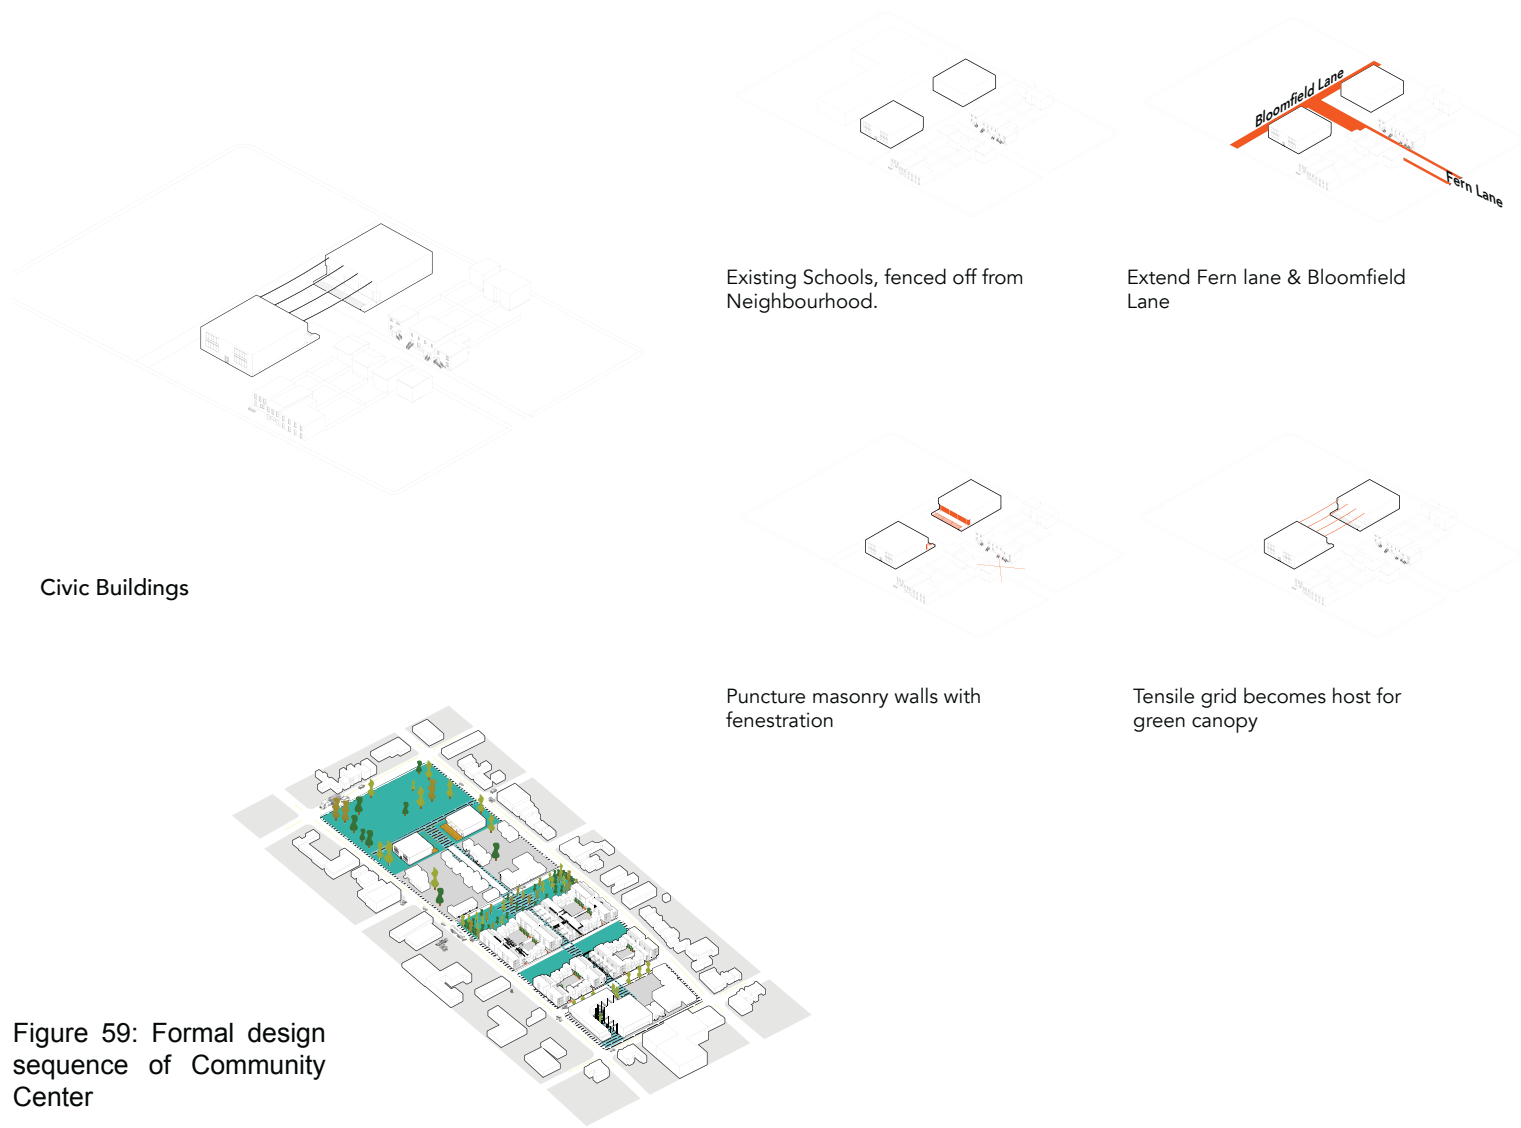 Bloomfield Lane
Fern Lane
Existing Schools, fenced off from
Neighbourhood.
Extend Fern lane & Bloomfield
Lane
Civic Buildings
Puncture masonry walls with
fenestration
Tensile grid becomes host for
green canopy
Figure 59: Formal design
sequence of Community
Center